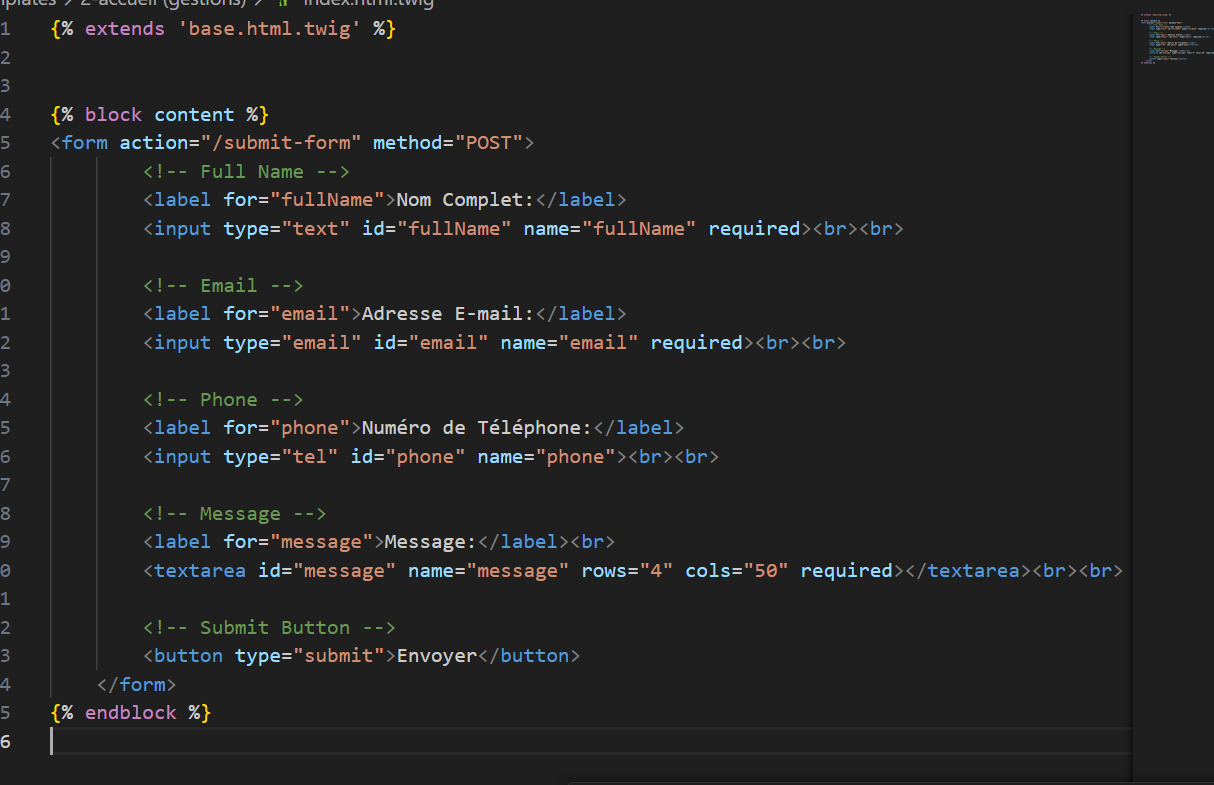 2-accueil (gestions) > index.html.twig
1 {% extends 'base.html.twig' %}
2
3
4 {% block content %}
5 <form action="/submit-form" method="POST">
6 <!-- Full Name -->
7 <label for="fullName">Nom Complet:</label>
8 <input type="text" id="fullName" name="fullName" required><br><br>
9
0 <!-- Email -->
1 <label for="email">Adresse E-mail:</label>
2 <input type="email" id="email" name="email" required><br><br>
3
4 <!-- Phone -->
5 <label for="phone">Numéro de Téléphone:</label>
6 <input type="tel" id="phone" name="phone"><br><br>
7
8 <!-- Message -->
9 <label for="message">Message:</label><br>
0 <textarea id="message" name="message" rows="4" cols="50" required></textarea><br><br>
1
2 <!-- Submit Button -->
3 <button type="submit">Envoyer</button>
4 </form>
5 {% endblock %}
6